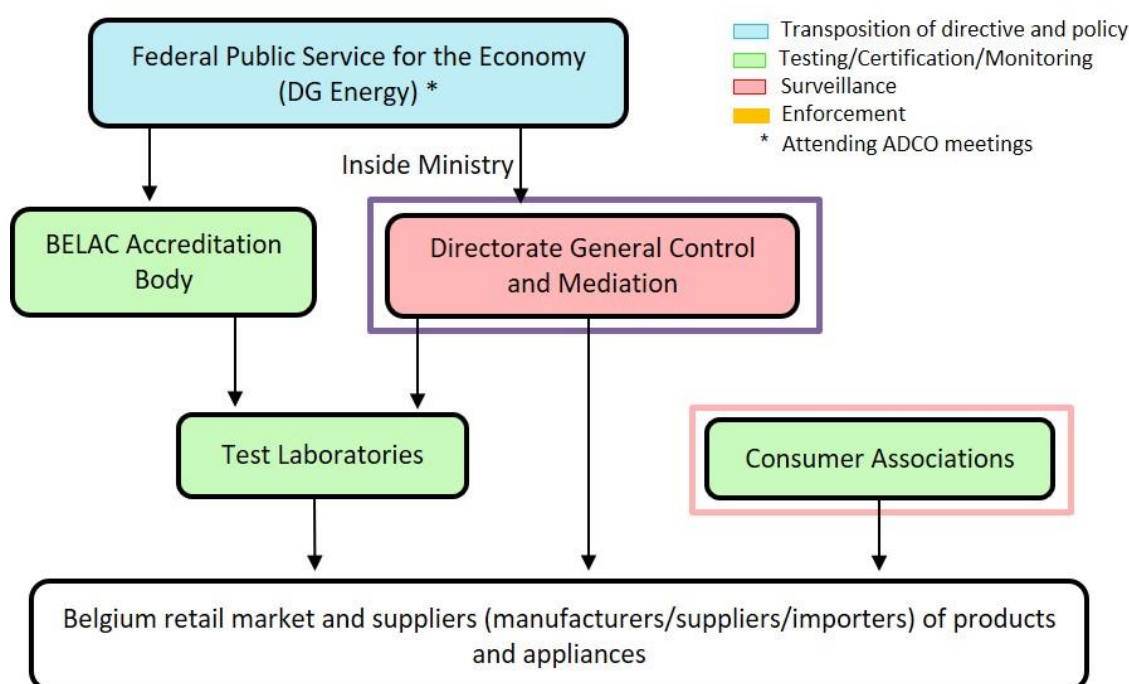 Federal Public Service for the Economy
(DG Energy) *
Transposition of directive and policy
Testing/Certification/Monitoring
Surveillance
Enforcement
* Attending ADCO meetings
Inside Ministry
BELAC Accreditation
Body
Directorate General Control
and Mediation
Test Laboratories
Consumer Associations
Belgium retail market and suppliers (manufacturers/suppliers/importers) of products
and appliances